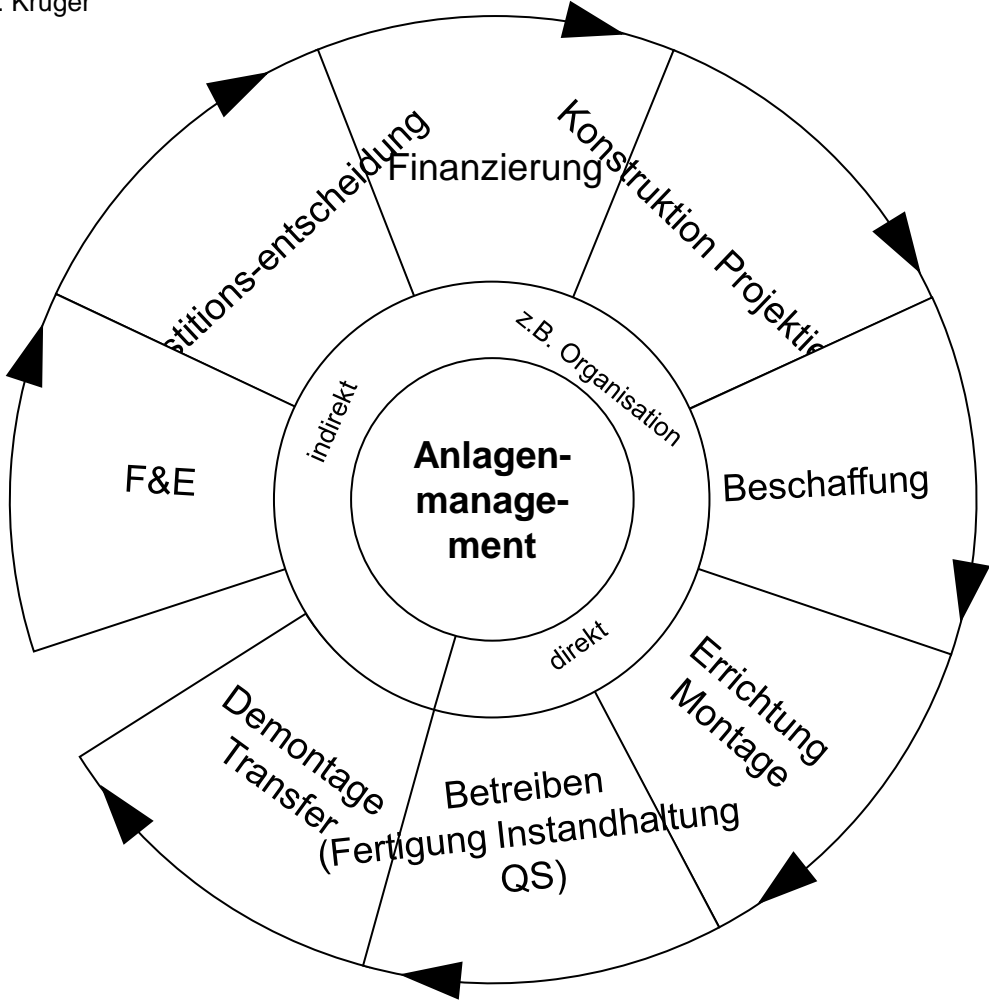 . Krüger
Finanzierung
Konstruktion Projektie
stitions-entscheidung
z.B. Organisation
indirekt
F&E
Anlagen-
manage-
ment
Beschaffung
direkt
Errichtung
Montage
Demontage
Transfer
Betreiben
(Fertigung Instandhaltung
QS)